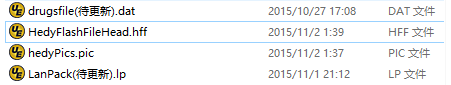 drugsfile(待更新).dat 2015/10/27 17:08 DAT 文件
HedyFlashFileHead.hff 2015/11/2 1:39 HFF 文件
hedyPics.pic 2015/11/2 1:37 PIC 文件
LanPack(待更新).lp 2015/11/1 21:12 LP 文件